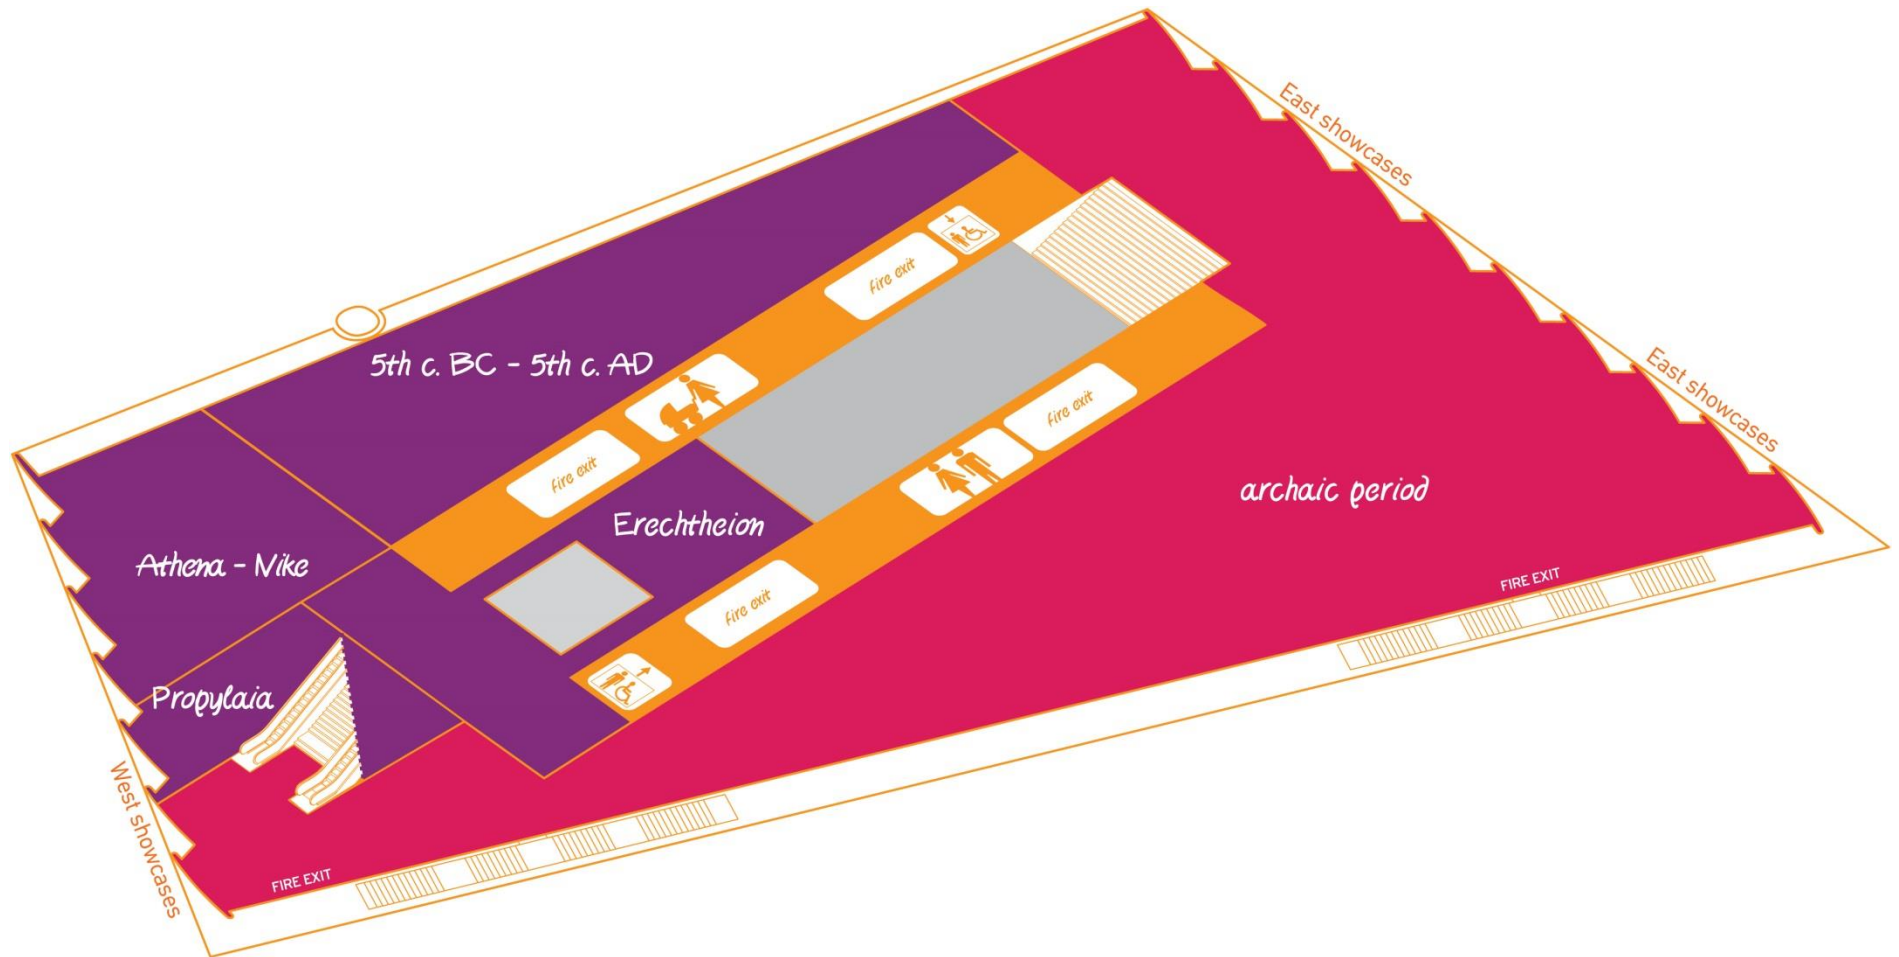 East showcases
East showcases
fire exit
5th c. BC - 5th c. AD
fire exit
fire exit
archaic period
Erechtheion
Athena - Nike
FIRE EXIT
fire exit
Propylaia
West showcases
FIRE EXIT